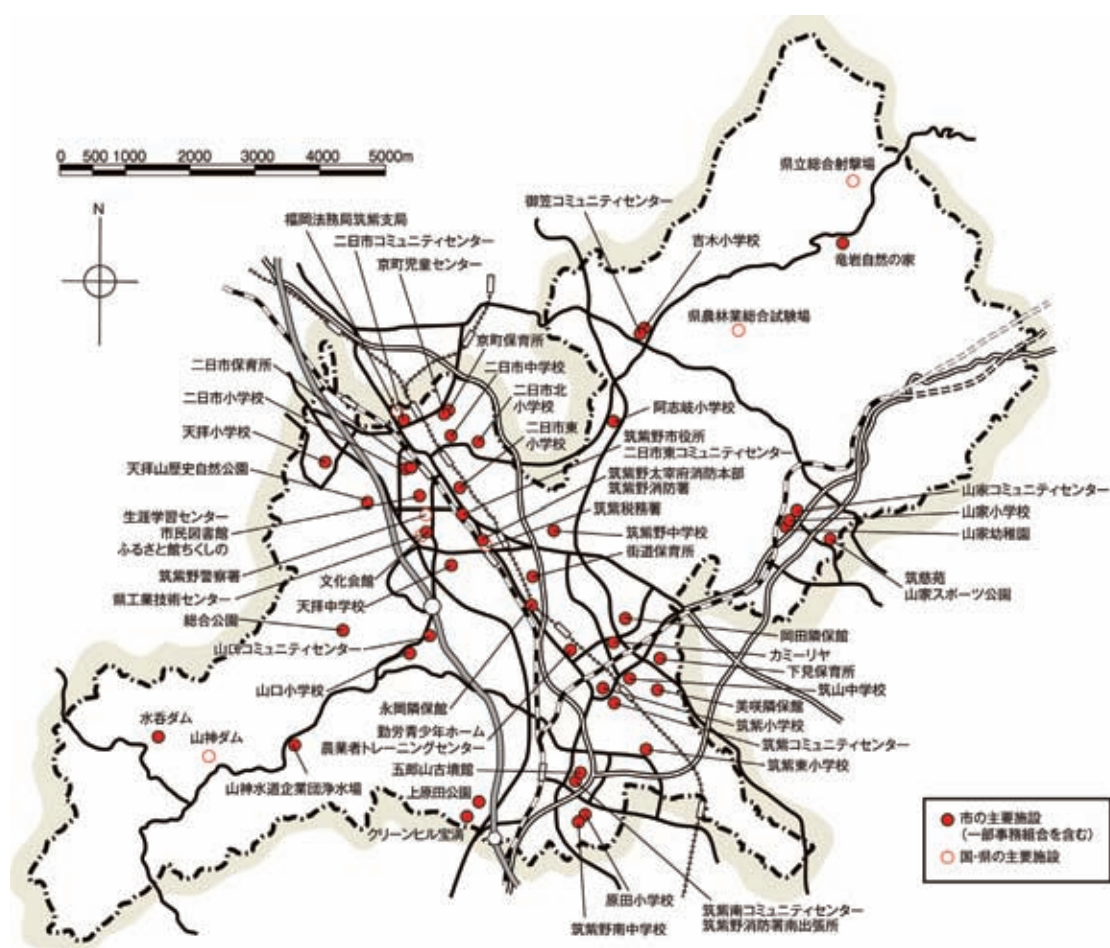 0 500 1000 2000 3000 4000 5000m
N
県立総合射撃場
御笠コミュニティセンター
福岡法務局筑紫支局
二日市コミュニティセンター
吉木小学校
京町児童センター
竜岩自然の家
県農林業総合試験場
京町保育所
二日市中学校
二日市保育所
二日市北
小学校
二日市小学校
阿志岐小学校
二日市東
小学校
天拝小学校
筑紫野市役所
二日市東コミュニティセンター
天拝山歴史自然公園
筑紫野太宰府消防本部
筑紫野消防署
山家コミュニティセンター
筑紫税務署
山家小学校
生涯学習センター
市民図書館
ふるさと館ちくしの
筑紫野中学校
山家幼稚園
街道保育所
筑紫野警察署
文化会館
筑慈苑
山家スポーツ公園
県工業技術センター
天拝中学校
総合公園
岡田隣保館
山口コミュニティセンター
カミーリヤ
下見保育所
山口小学校
筑山中学校
永岡隣保館
美咲隣保館
水呑ダム
筑紫小学校
山神ダム
勤労青少年ホーム
農業者トレーニングセンター
筑紫コミュニティセンター
筑紫東小学校
五郎山古墳館
山神水道企業団浄水場
上原田公園
クリーンヒル宝満
市の主要施設
(一部事務組合を含む)
国・県の主要施設
原田小学校
筑紫南コミュニティセンター
筑紫野消防署南出張所
筑紫野南中学校